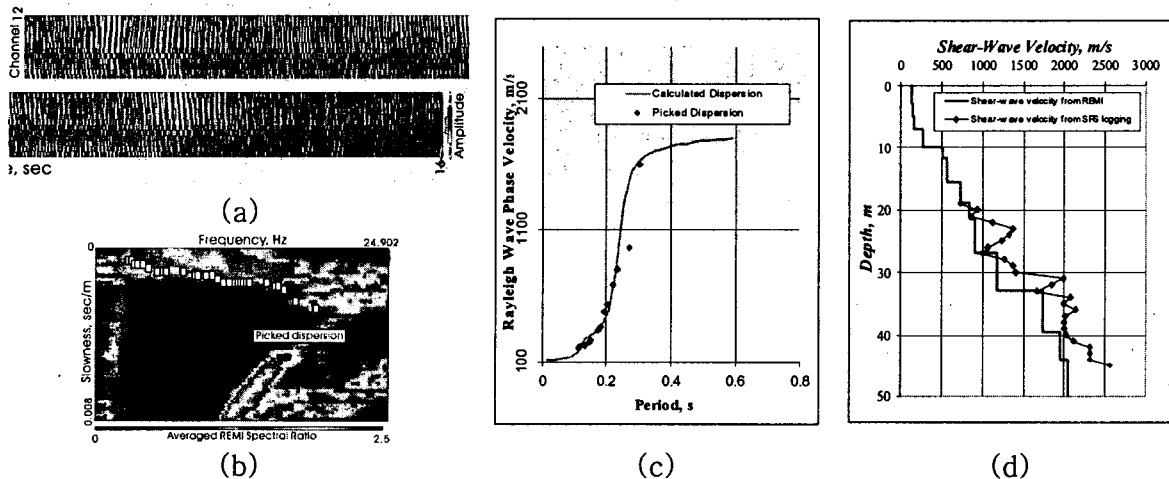 Channel 12
Amplitude
16
e, sec
(a)
Frequency, Hz
0
24.902
Slowness, sec/m
0.008
Picked dispersion
0
2.5
Averaged REMI Spectral Ratio
(b)
Rayleigh Wave Phase Velocity, m/s
2100
1100
100
Calculated Dispersion
Picked Dispersion
0
0.2
0.4
0.6
0.8
Period, s
(c)
Shear-Wave Velocity, m/s
0
500
1000
1500
2000
2500
3000
Depth, m
0
10
20
30
40
50
Shear-wave velocity from REMI
Shear-wave velocity from SPS logging
(d)